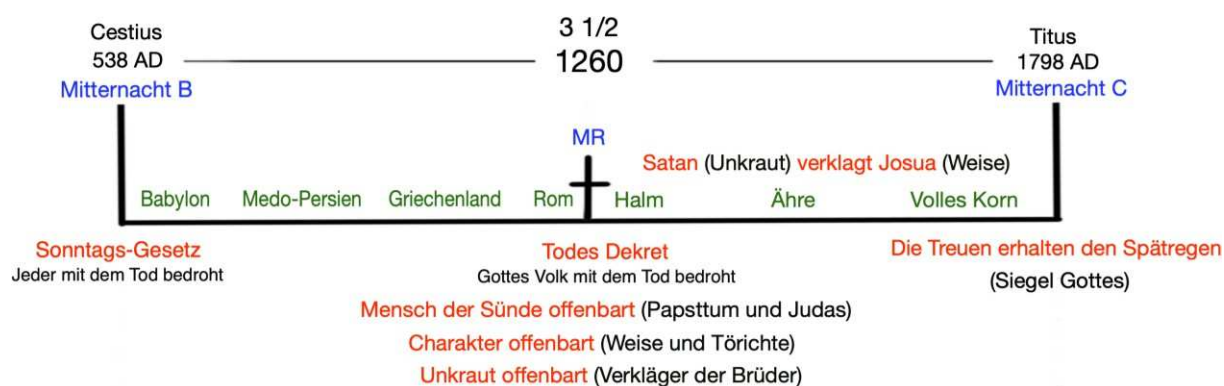 Cestius
538 AD
Mitternacht B
3 1/2
1260
Titus
1798 AD
Mitternacht C
MR
Satan (Unkraut) verklagt Josua (Weise)
Babylon Medo-Persien Griechenland Rom Halm Ähre Volles Korn
Sonntags-Gesetz
Jeder mit dem Tod bedroht
Todes Dekret
Gottes Volk mit dem Tod bedroht
Die Treuen erhalten den Spätregen
(Siegel Gottes)
Mensch der Sünde offenbart (Papsttum und Judas)
Charakter offenbart (Weise und Törichte)
Unkraut offenbart (Verkläger der Brüder)